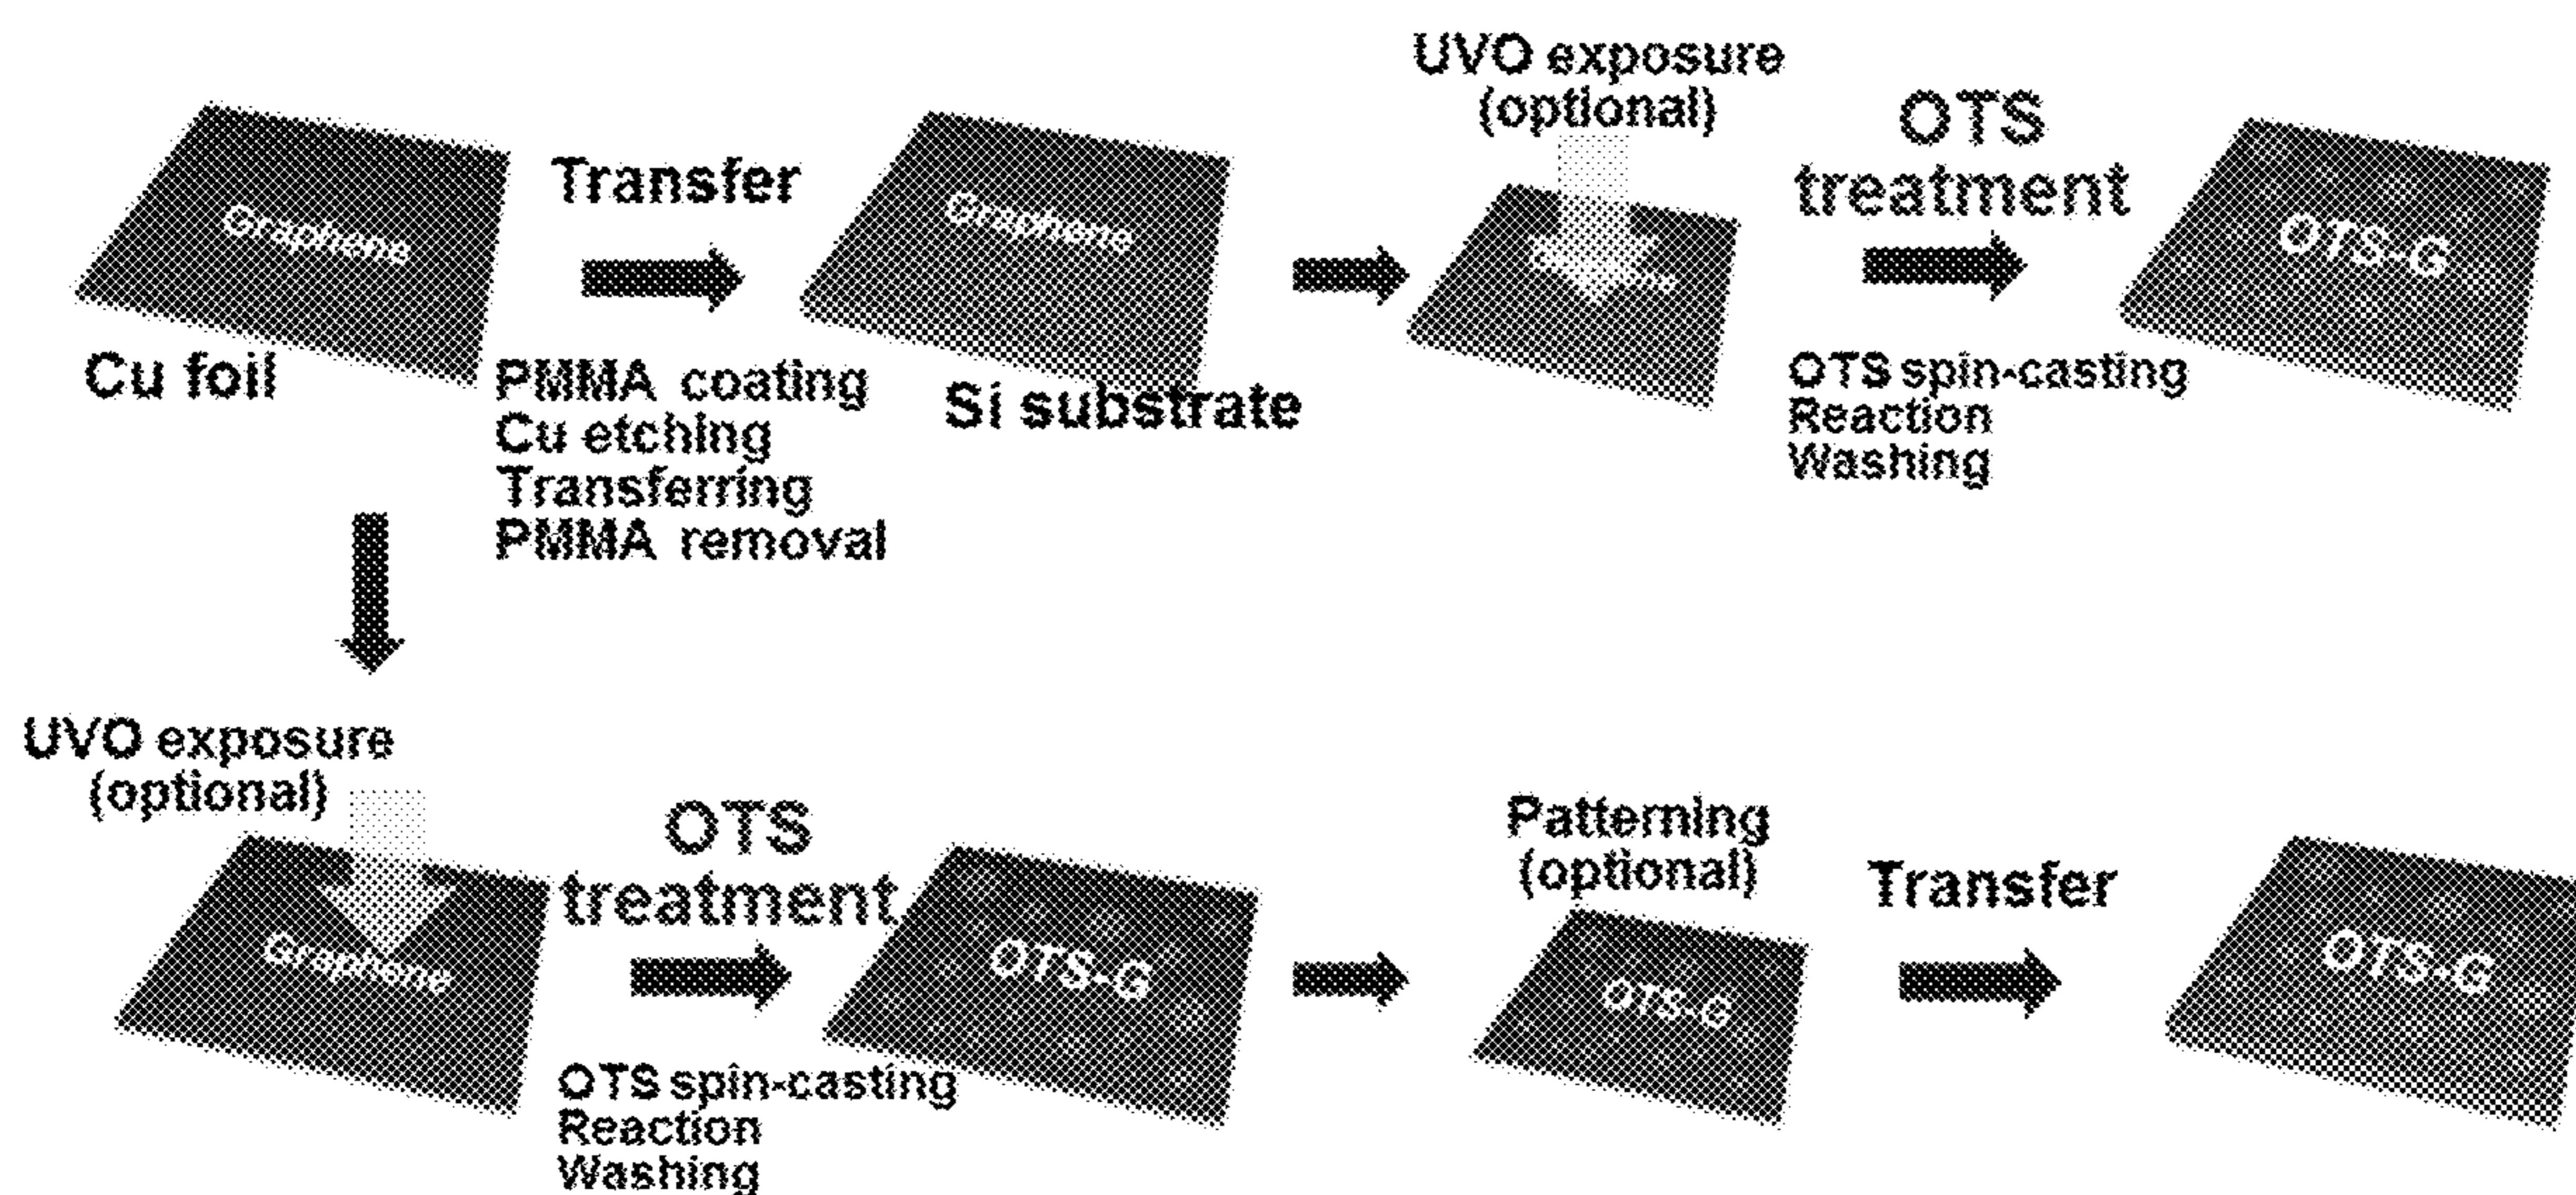 Graphene
Cu foil
Transfer
PMMA coating
Cu etching
Transferring
PMMA removal
Graphene
Si substrate
UVO exposure
(optional)
OTS
treatment
OTS spin-casting
Reaction
Washing
OTS-G
UVO exposure
(optional)
Graphene
OTS
treatment
OTS spin-casting
Reaction
Washing
OTS-G
Patterning
(optional)
OTS-G
Transfer
OTS-G